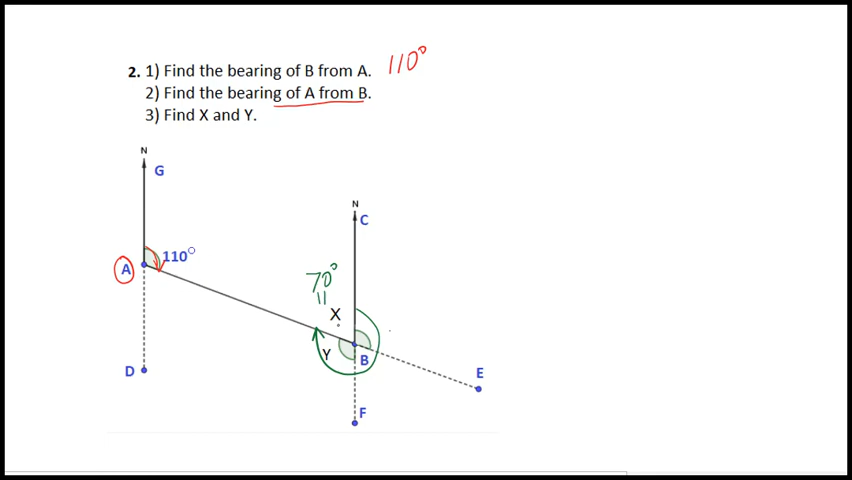 2. 1) Find the bearing of B from A. 110°
2) Find the bearing of A from B.
3) Find X and Y.
N
G
N
C
A 110°
70°
II
X
Y
B
D
E
F